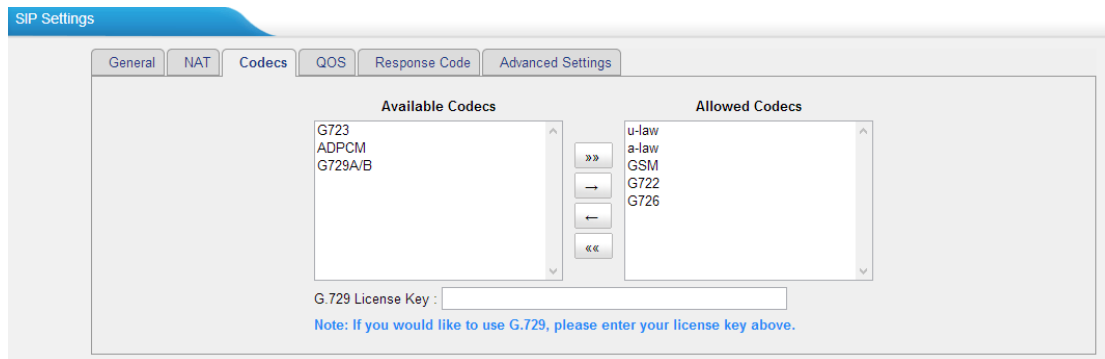 SIP Settings
General NAT Codecs QOS Response Code Advanced Settings
Available Codecs
G723
ADPCM
G729A/B
»»
→
←
««
Allowed Codecs
u-law
a-law
GSM
G722
G726
G.729 License Key :
Note: If you would like to use G.729, please enter your license key above.